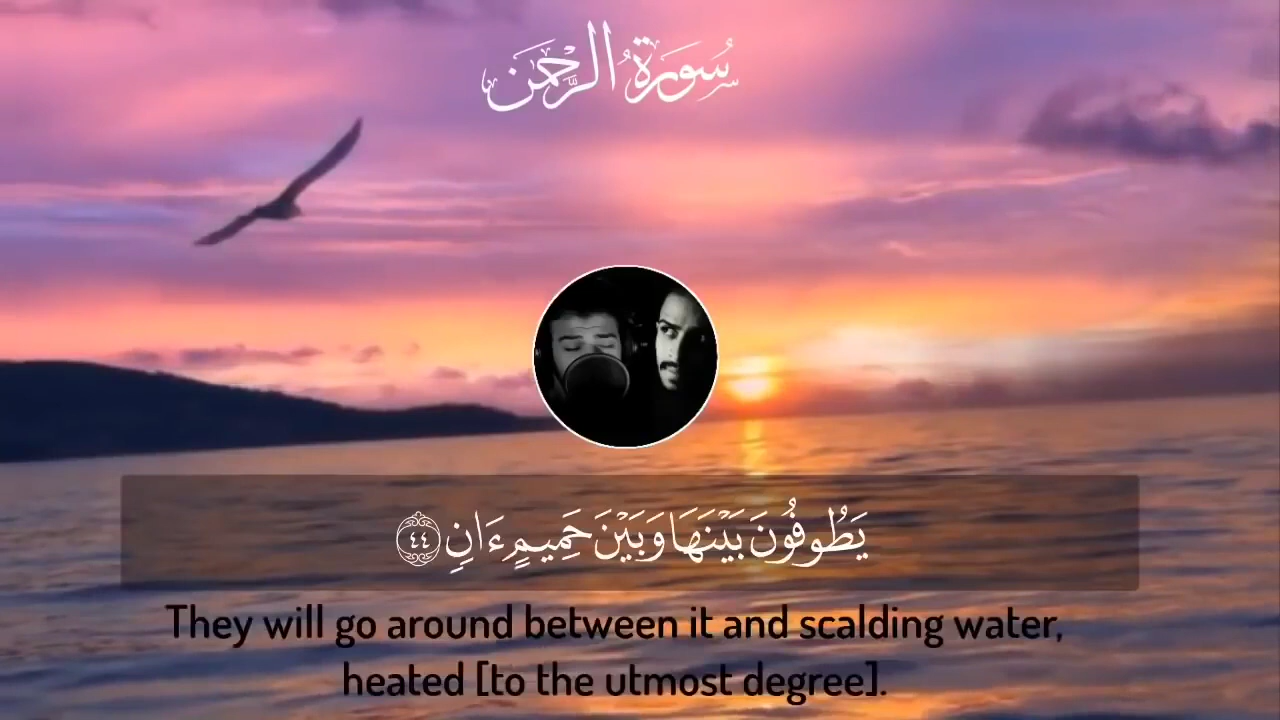 سُورَةُ الرَّحْمَن
يَطُوفُونَ بَيْنَهَا وَبَيْنَ حَمِيمٍ ءَانٍ ٤٤
They will go around between it and scalding water,
heated [to the utmost degree].